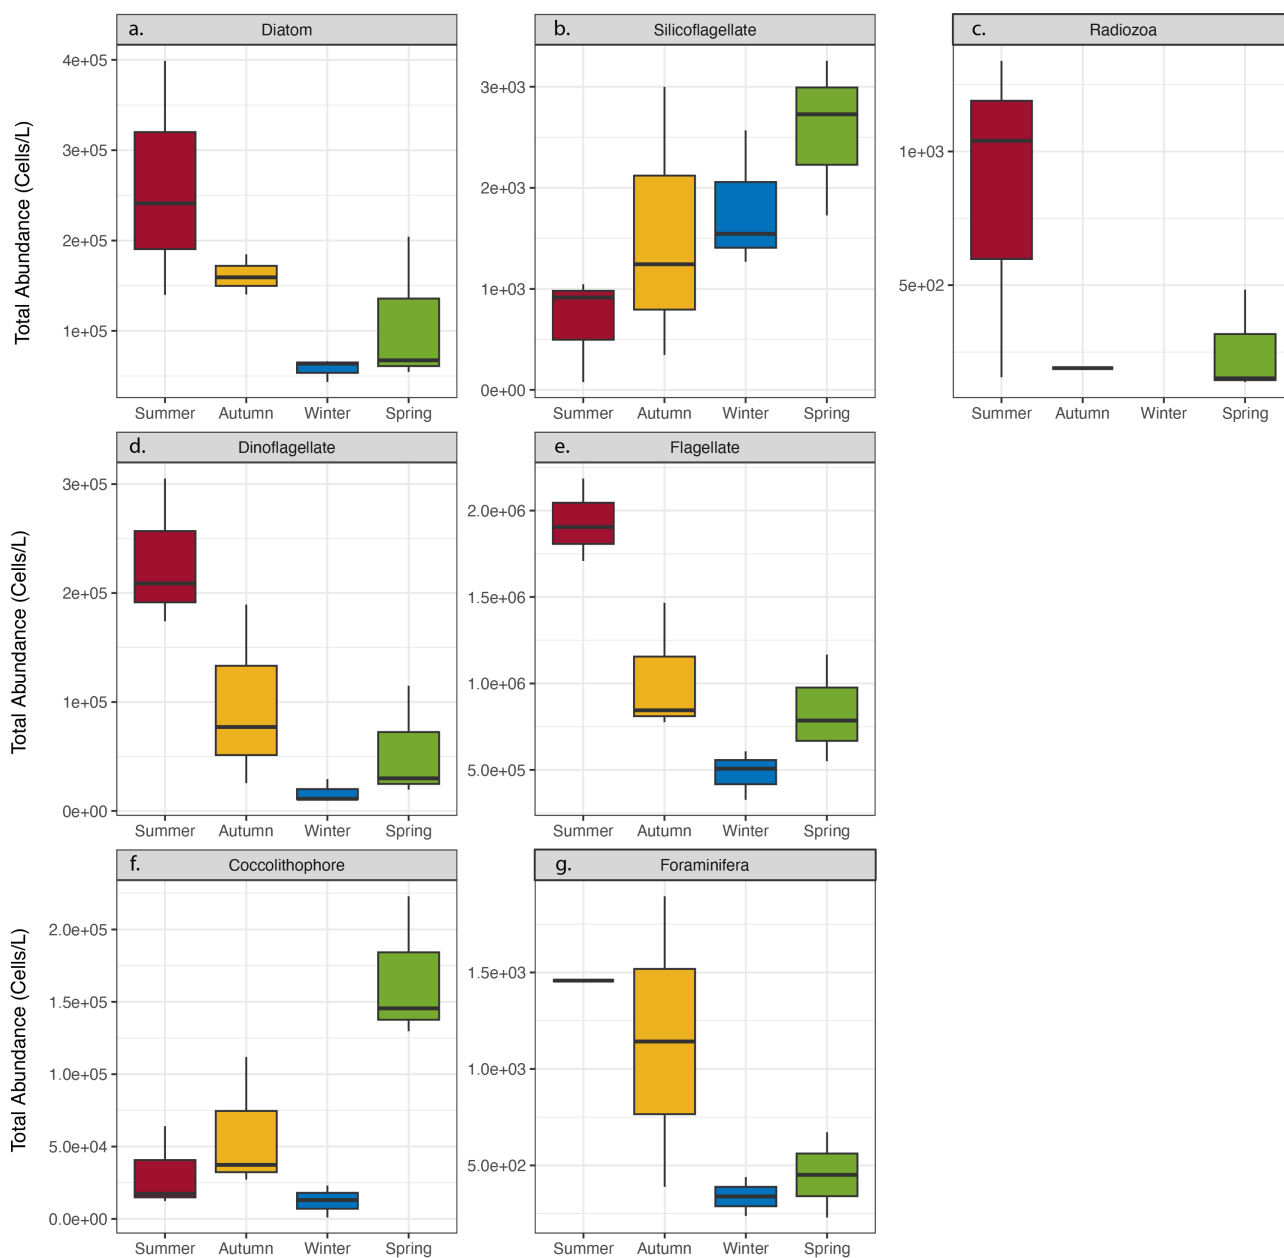 a. Diatom
b. Silicoflagellate
c. Radiozoa
Total Abundance (Cells/L)
4e+05
3e+05
2e+05
1e+05
Summer Autumn Winter Spring
3e+03
2e+03
1e+03
0e+00
Summer Autumn Winter Spring
1e+03
5e+02
Summer Autumn Winter Spring
d. Dinoflagellate
e. Flagellate
Total Abundance (Cells/L)
3e+05
2e+05
1e+05
0e+00
Summer Autumn Winter Spring
2.0e+06
1.5e+06
1.0e+06
5.0e+05
Summer Autumn Winter Spring
f. Coccolithophore
g. Foraminifera
Total Abundance (Cells/L)
2.0e+05
1.5e+05
1.0e+05
5.0e+04
0.0e+00
Summer Autumn Winter Spring
1.5e+03
1.0e+03
5.0e+02
Summer Autumn Winter Spring